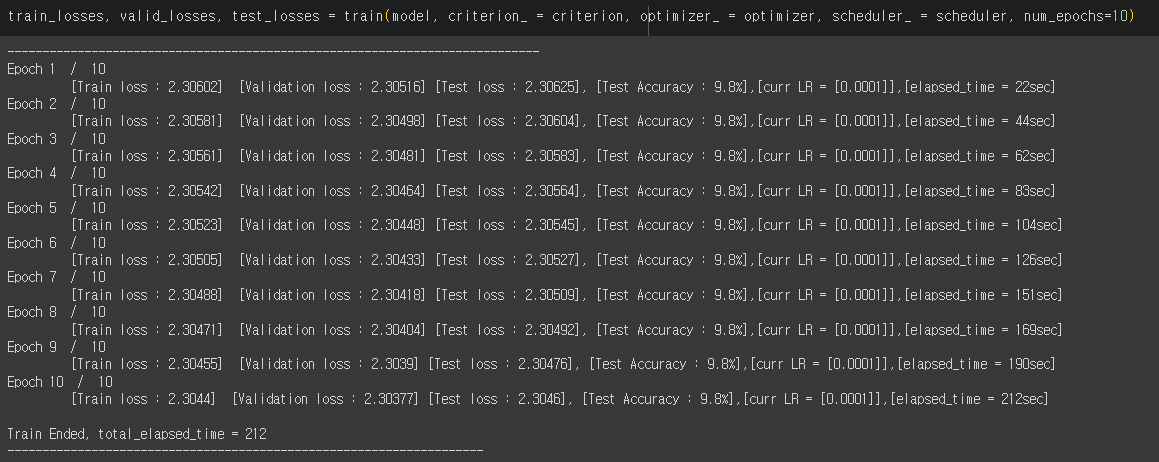 train_losses, valid_losses, test_losses = train(model, criterion_ = criterion, optimizer_ = optimizer, scheduler_ = scheduler, num_epochs=10)
----------------------------------------------------------------------------
Epoch 1  /  10
[Train loss : 2.30602]  [Validation loss : 2.30516] [Test loss : 2.30625], [Test Accuracy : 9.8%],[curr LR = [0.0001]],[elapsed_time = 22sec]
Epoch 2  /  10
[Train loss : 2.30581]  [Validation loss : 2.30498] [Test loss : 2.30604], [Test Accuracy : 9.8%],[curr LR = [0.0001]],[elapsed_time = 44sec]
Epoch 3  /  10
[Train loss : 2.30561]  [Validation loss : 2.30481] [Test loss : 2.30583], [Test Accuracy : 9.8%],[curr LR = [0.0001]],[elapsed_time = 62sec]
Epoch 4  /  10
[Train loss : 2.30542]  [Validation loss : 2.30464] [Test loss : 2.30564], [Test Accuracy : 9.8%],[curr LR = [0.0001]],[elapsed_time = 83sec]
Epoch 5  /  10
[Train loss : 2.30523]  [Validation loss : 2.30448] [Test loss : 2.30545], [Test Accuracy : 9.8%],[curr LR = [0.0001]],[elapsed_time = 104sec]
Epoch 6  /  10
[Train loss : 2.30505]  [Validation loss : 2.30433] [Test loss : 2.30527], [Test Accuracy : 9.8%],[curr LR = [0.0001]],[elapsed_time = 126sec]
Epoch 7  /  10
[Train loss : 2.30488]  [Validation loss : 2.30418] [Test loss : 2.30509], [Test Accuracy : 9.8%],[curr LR = [0.0001]],[elapsed_time = 151sec]
Epoch 8  /  10
[Train loss : 2.30471]  [Validation loss : 2.30404] [Test loss : 2.30492], [Test Accuracy : 9.8%],[curr LR = [0.0001]],[elapsed_time = 169sec]
Epoch 9  /  10
[Train loss : 2.30455]  [Validation loss : 2.3039] [Test loss : 2.30476], [Test Accuracy : 9.8%],[curr LR = [0.0001]],[elapsed_time = 190sec]
Epoch 10  /  10
[Train loss : 2.3044]  [Validation loss : 2.30377] [Test loss : 2.3046], [Test Accuracy : 9.8%],[curr LR = [0.0001]],[elapsed_time = 212sec]
Train Ended, total_elapsed_time = 212
--------------------------------------------------------------------